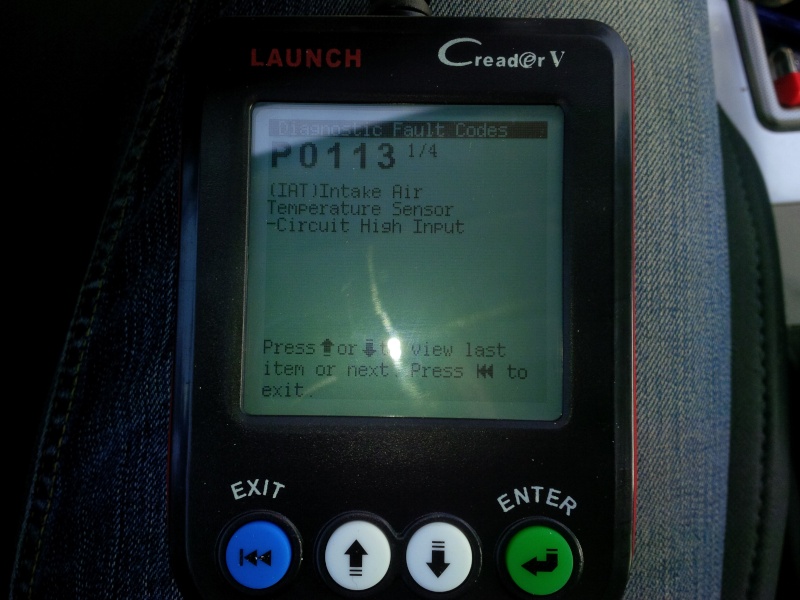 LAUNCH
Creader V
Diagnostic Fault Codes
P0113 1/4
(IAT)Intake Air
Temperature Sensor
-Circuit High Input
Press⬆or⬇to view last
item or next. Press ⏮ to
exit.
EXIT
ENTER